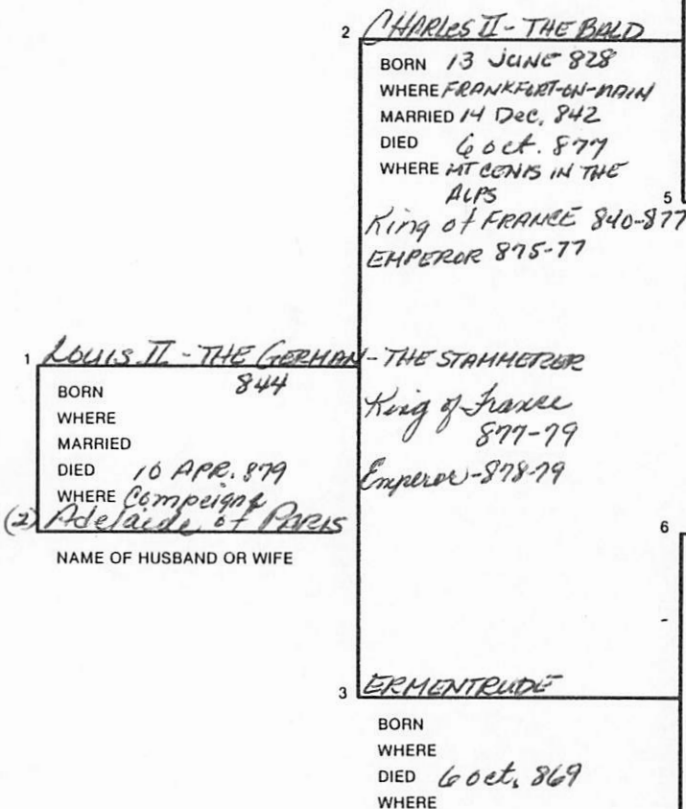 2 CHARLES II - THE BALD
BORN 13 JUNE 828
WHERE FRANKFURT-ON-MAIN
MARRIED 14 Dec, 842
DIED 6 oct. 877
WHERE MT CENIS IN THE
ALPS
5
King of FRANCE 840-877
EMPEROR 875-77
1 LOUIS II - THE GERMAN - THE STAMMERER
BORN 844
WHERE
MARRIED
DIED 10 APR. 879
WHERE Compeigne
(2) Adelaide of PARIS
NAME OF HUSBAND OR WIFE
King of France
877-79
Emperor - 878-79
6
3 ERMENTRUDE
BORN
WHERE
DIED 6 oct, 869
WHERE